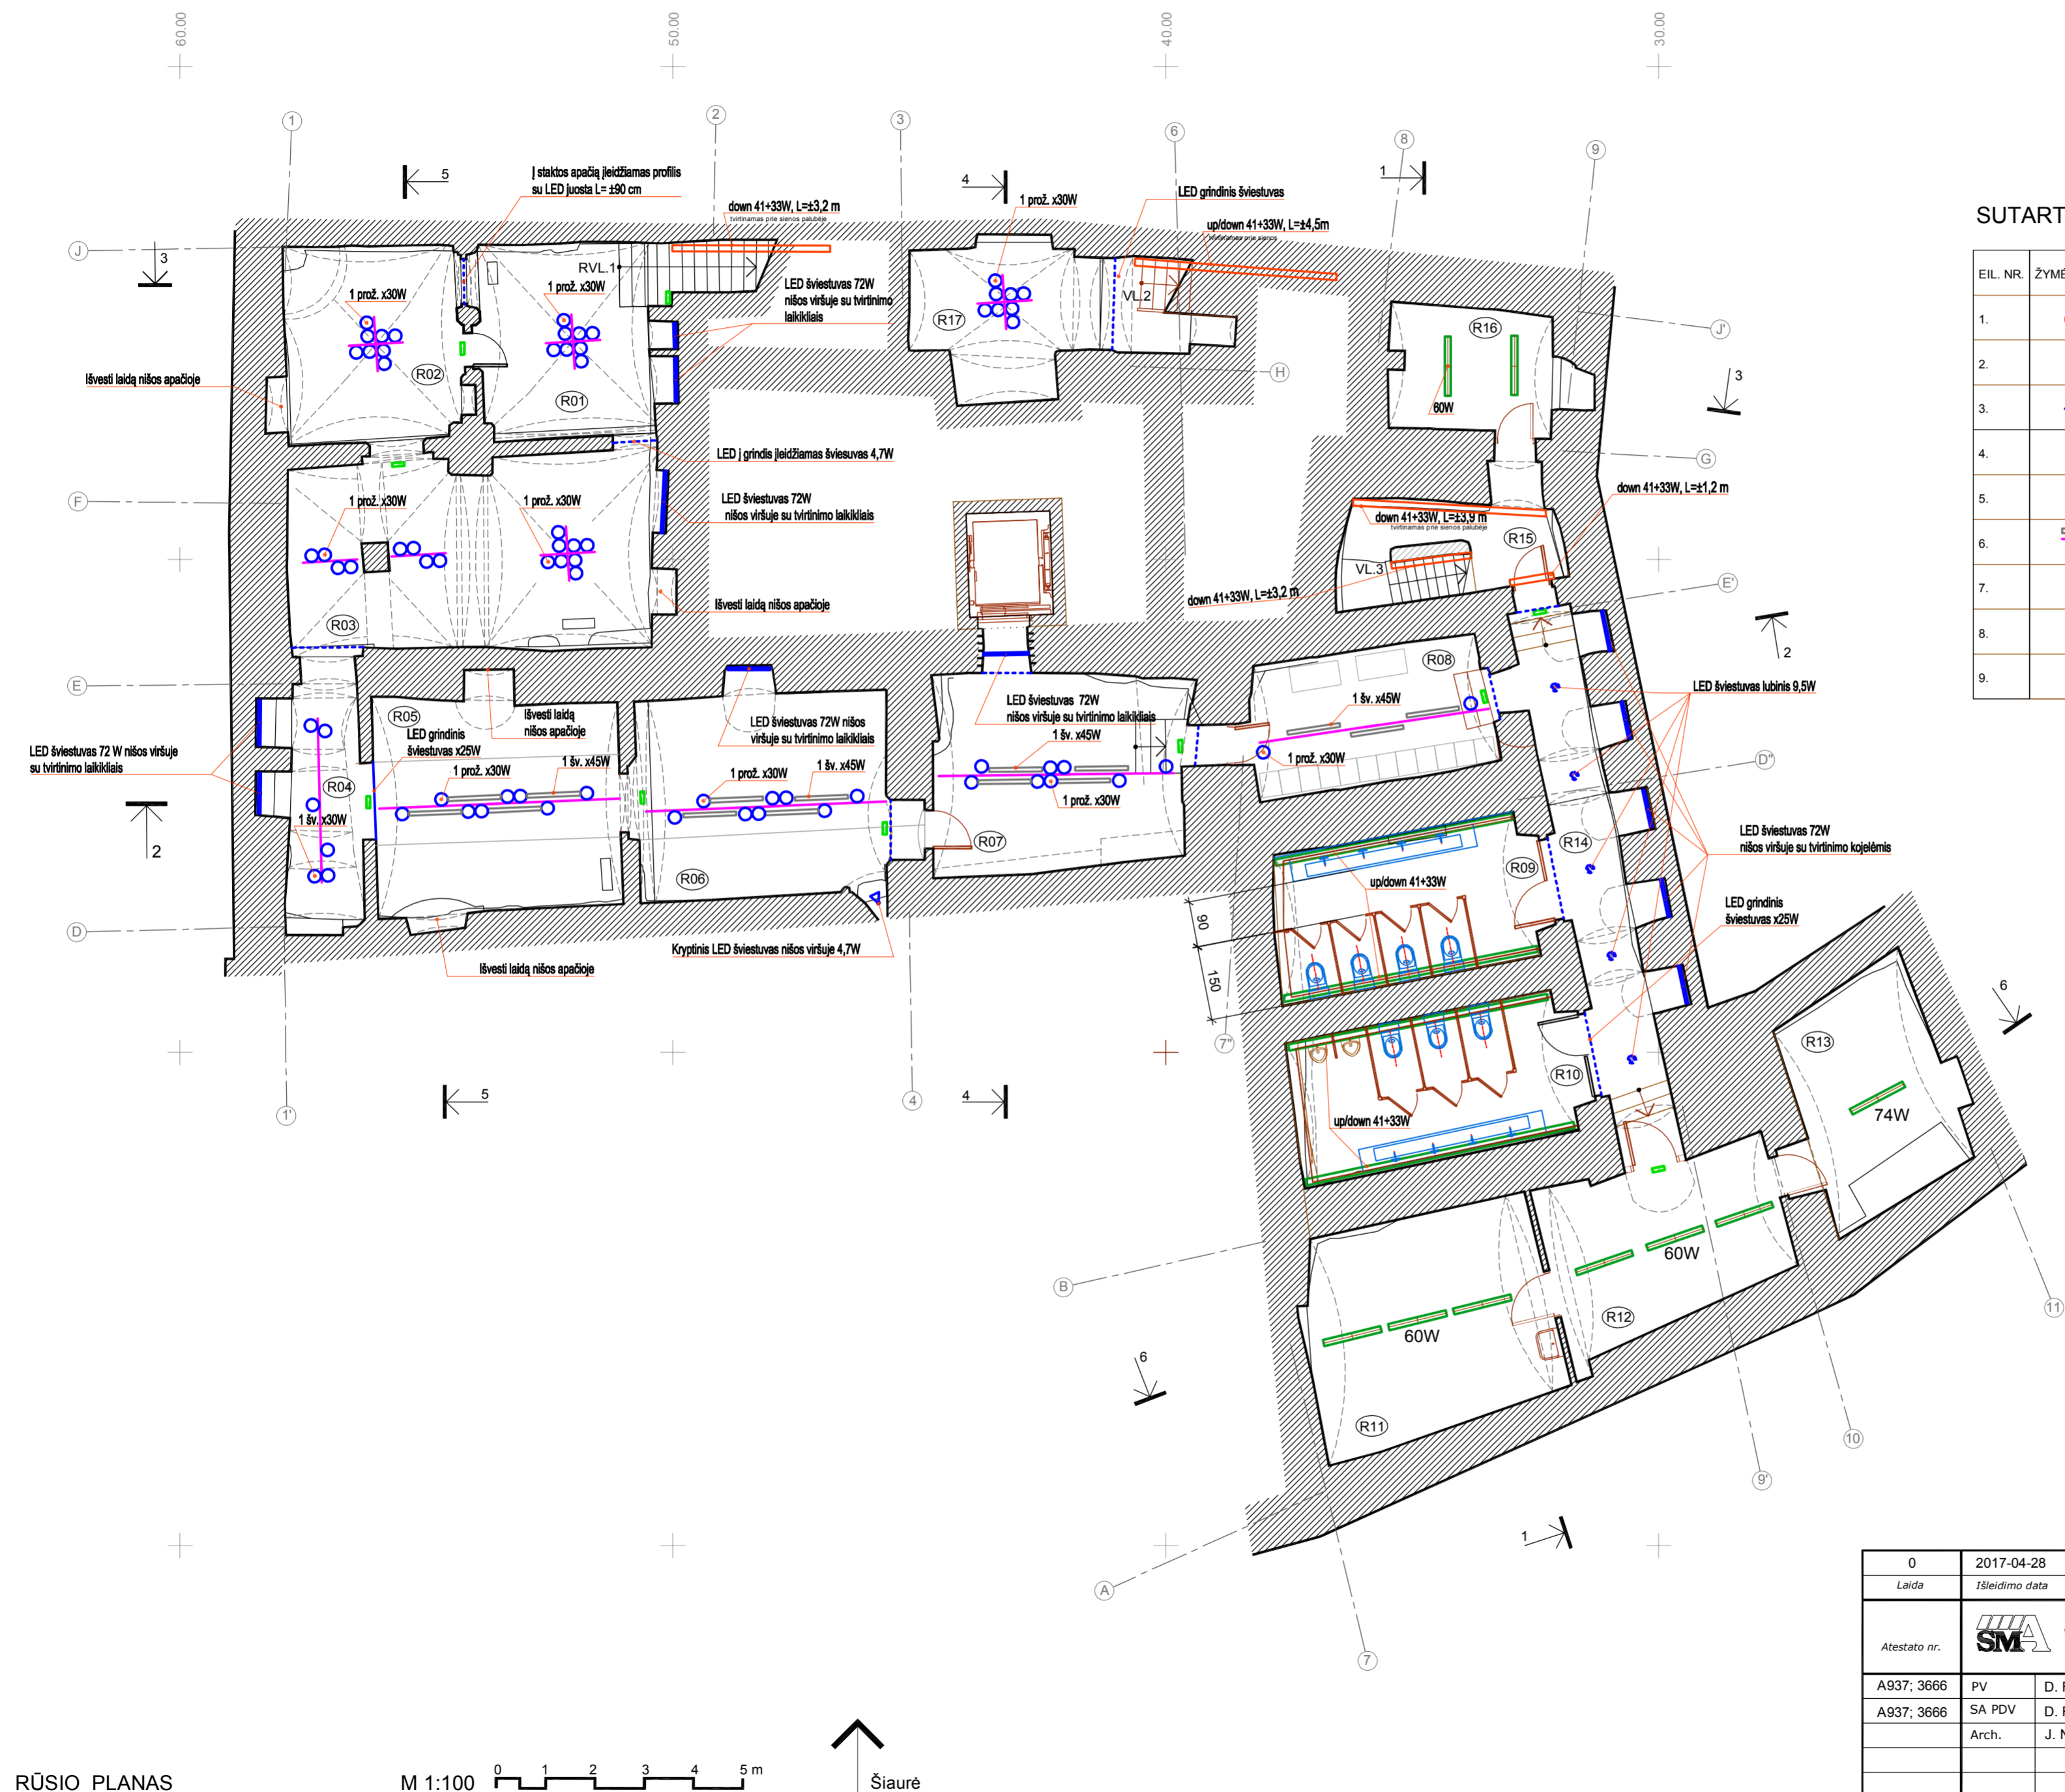 60.00
50.00
40.00
30.00
1
2
3
6
8
9
5
4
1
Į staktos apačią įleidžiamas profilis
su LED juosta L= ±90 cm
down 41+33W, L=±3,2 m
tvirtinamas prie sienos palubėje
1 prož. x30W
LED grindinis šviestuvas
up/down 41+33W, L=±4,5m
tvirtinamas prie sienos
SUTART
EIL. NR.
1.
2.
3.
4.
5.
6.
7.
8.
9.
J
3
RVL.1
1 prož. x30W
1 prož. x30W
LED šviestuvas 72W
nišos viršuje su tvirtinimo
laikikliais
VL.2
R17
R16
J'
H
3
60W
Išvesti laidą nišos apačioje
R02
R01
LED į grindis įleidžiamas šviesuvas 4,7W
G
F
1 prož. x30W
1 prož. x30W
LED šviestuvas 72W
nišos viršuje su tvirtinimo laikikliais
down 41+33W, L=±1,2 m
down 41+33W, L=±3,9 m
tvirtinamas prie sienos palubėje
R15
VL.3
E'
down 41+33W, L=±3,2 m
Išvesti laidą nišos apačioje
R03
2
E
R08
LED šviestuvas lubinis 9,5W
R05
LED grindinis
šviestuvas x25W
Išvesti laidą
nišos apačioje
LED šviestuvas 72W nišos
viršuje su tvirtinimo laikikliais
LED šviestuvas 72W
nišos viršuje su tvirtinimo laikikliais
1 šv. x45W
1 šv. x45W
LED šviestuvas 72 W nišos viršuje
su tvirtinimo laikikliais
R04
1 prož. x30W
1 šv. x45W
1 prož. x30W
1 šv. x45W
1 prož. x30W
1 prož. x30W
D"
1 šv. x30W
2
R06
R07
R14
LED šviestuvas 72W
nišos viršuje su tvirtinimo kojelėmis
R09
up/down 41+33W
LED grindinis
šviestuvas x25W
90
150
D
Kryptinis LED šviestuvas nišos viršuje 4,7W
Išvesti laidą nišos apačioje
6
7"
R13
R10
74W
up/down 41+33W
1'
5
4
4
B
60W
60W
R12
R11
6
11
10
9'
1
A
7
0
2017-04-28
Laida
Išleidimo data
Atestato nr.
SMA
A937; 3666
PV
A937; 3666
SA PDV
Arch.
RŪSIO PLANAS
M 1:100
0 1 2 3 4 5 m
Šiaurė